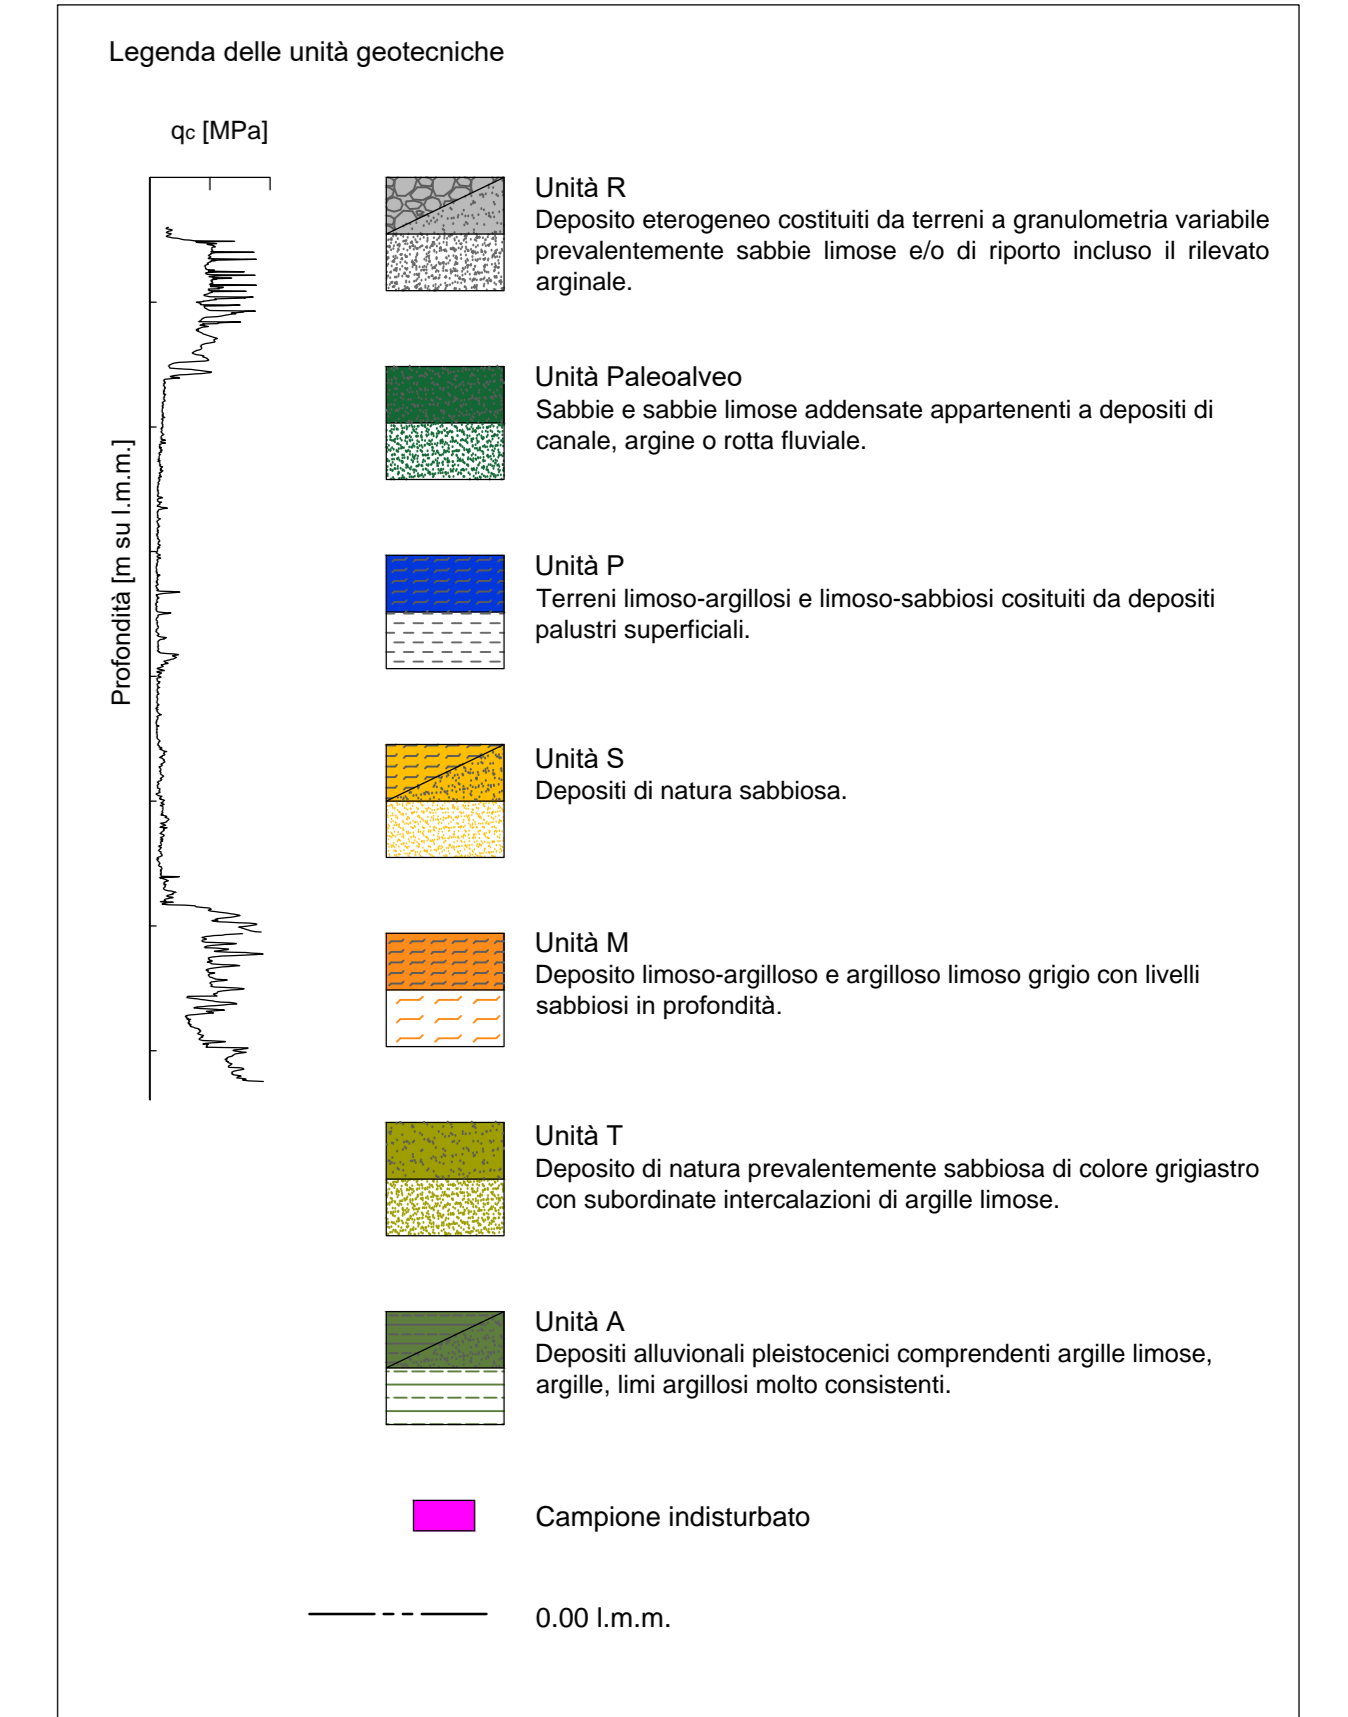 Legenda delle unità geotecniche
qc [MPa]
Profondità [m su l.m.m.]
Unità R
Deposito eterogeneo costituiti da terreni a granulometria variabile
prevalentemente sabbie limose e/o di riporto incluso il rilevato
arginale.
Unità Paleoalveo
Sabbie e sabbie limose addensate appartenenti a depositi di
canale, argine o rotta fluviale.
Unità P
Terreni limoso-argillosi e limoso-sabbiosi cosituiti da depositi
palustri superficiali.
Unità S
Depositi di natura sabbiosa.
Unità M
Deposito limoso-argilloso e argilloso limoso grigio con livelli
sabbiosi in profondità.
Unità T
Deposito di natura prevalentemente sabbiosa di colore grigiastro
con subordinate intercalazioni di argille limose.
Unità A
Depositi alluvionali pleistocenici comprendenti argille limose,
argille, limi argillosi molto consistenti.
Campione indisturbato
0.00 l.m.m.